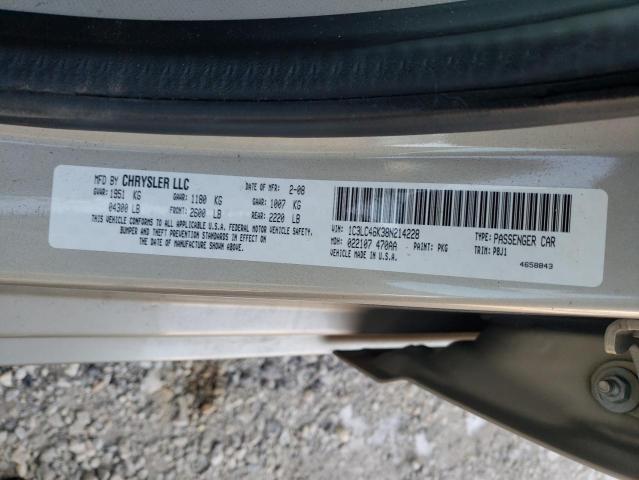 MFD BY CHRYSLER LLC DATE OF MFR 2-08
GVWR: 1951 KG GAWR: 1180 KG GAWR: 1007 KG
04300 LB FRONT: 2600 LB REAR: 2220 LB
THIS VEHICLE CONFORMS TO ALL APPLICABLE U.S.A. FEDERAL MOTOR VEHICLE SAFETY,
BUMPER AND THEFT PREVENTION STANDARDS IN EFFECT ON
THE DATE OF MANUFACTURE SHOWN ABOVE.
VIN: 1C3LC46K38N214228 TYPE: PASSENGER CAR
MDH: 022107 470AA PAINT: PKG TRIM: PBJ1
VEHICLE MADE IN U.S.A. 4658843